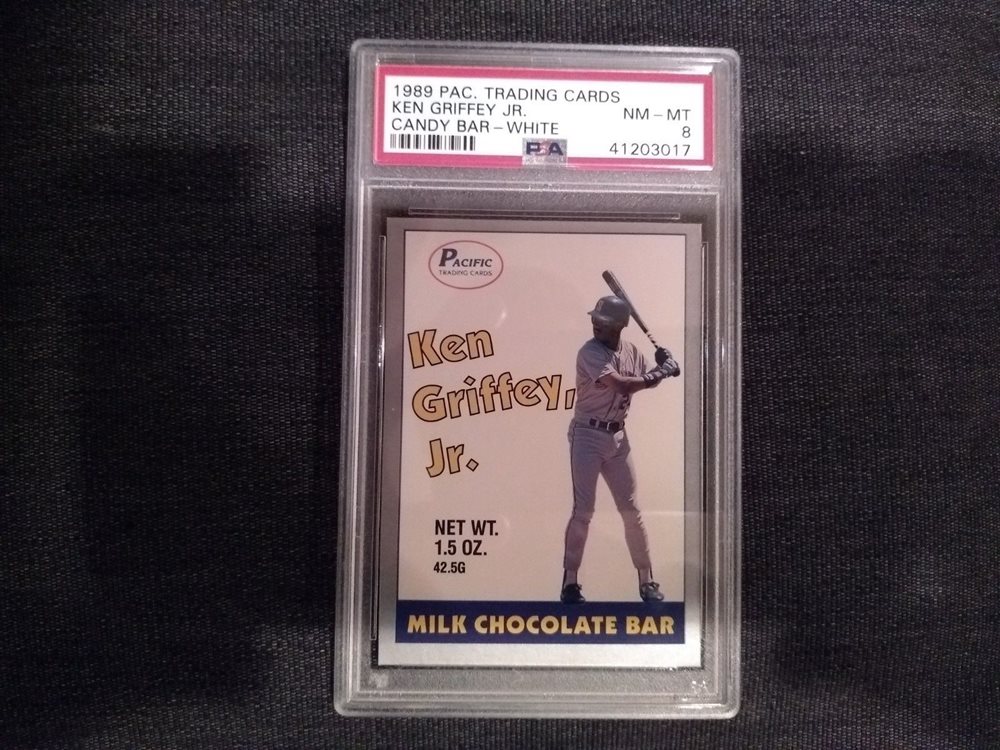 1989 PAC. TRADING CARDS
KEN GRIFFEY JR. NM - MT
CANDY BAR - WHITE 8
PSA 41203017
PACIFIC
TRADING CARDS
Ken
Griffey,
Jr.
NET WT.
1.5 OZ.
42.5G
MILK CHOCOLATE BAR